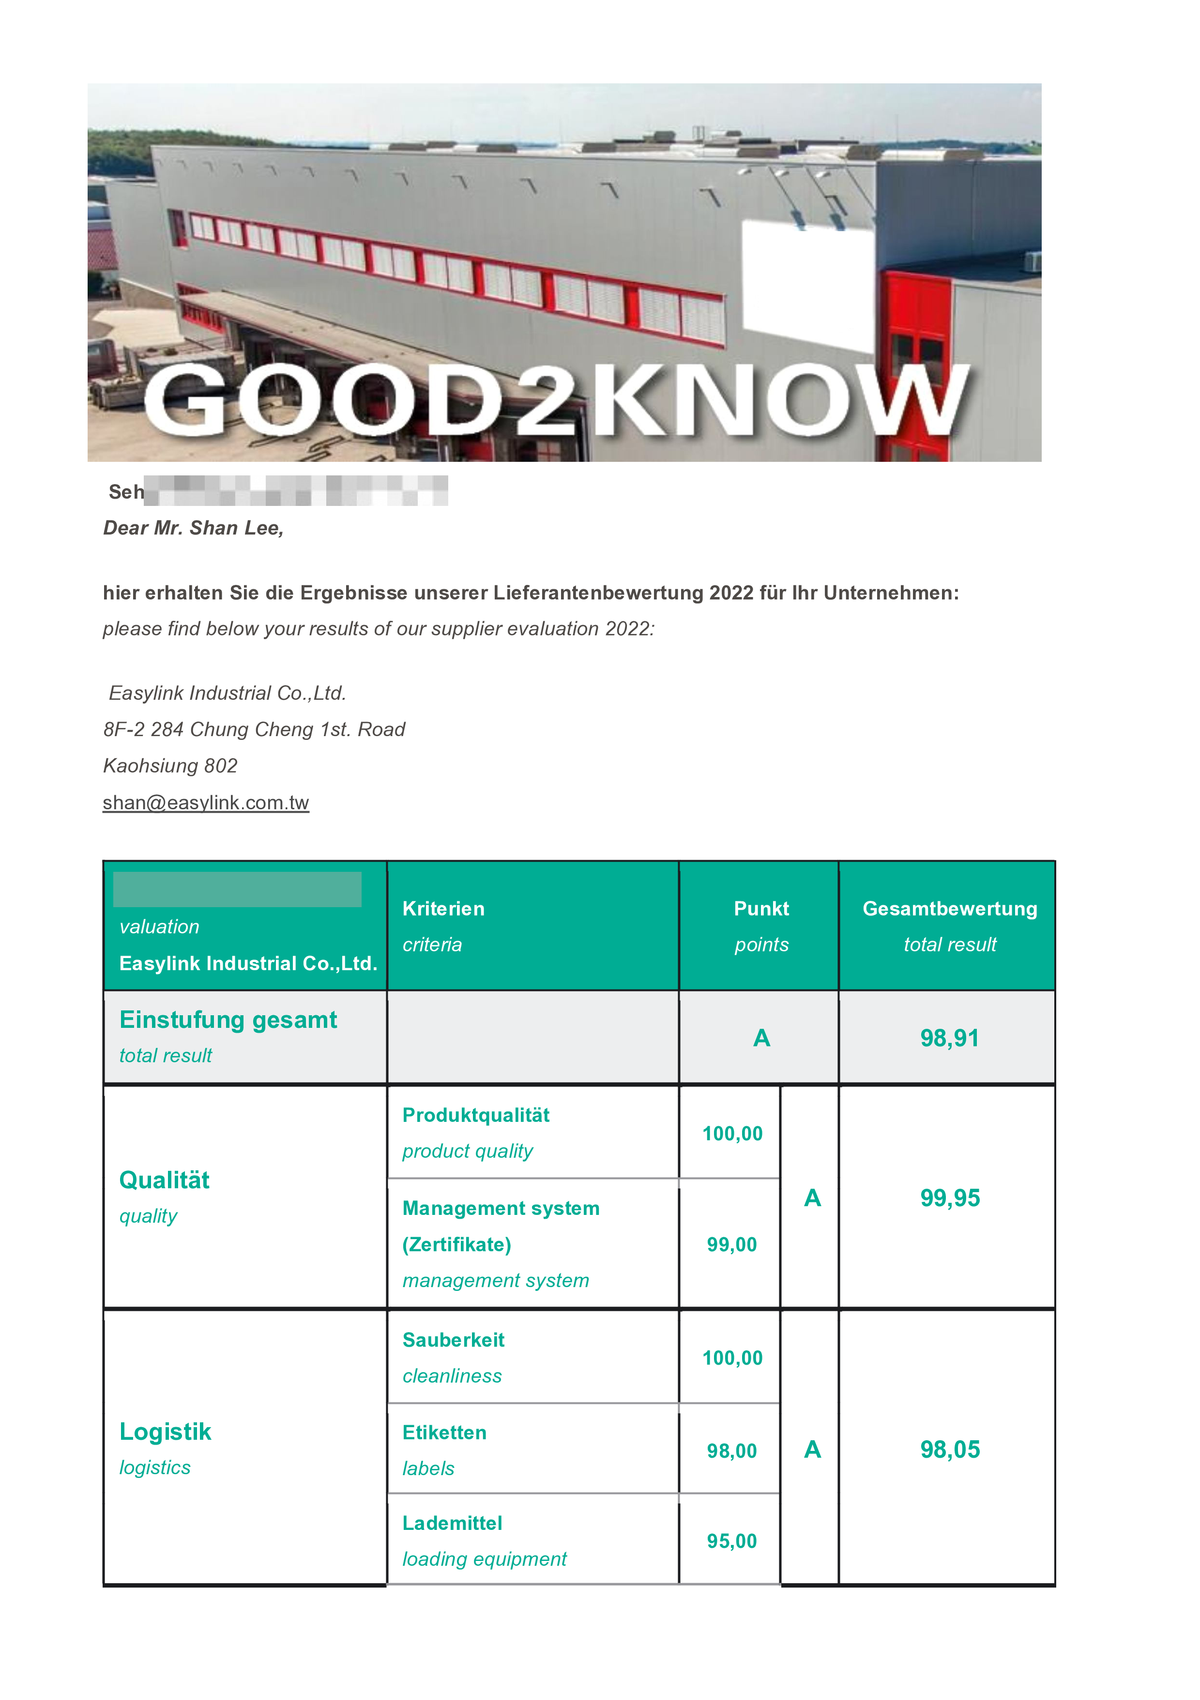 GOOD2KNOW
Seh
Dear Mr. Shan Lee,
hier erhalten Sie die Ergebnisse unserer Lieferantenbewertung 2022 für Ihr Unternehmen:
please find below your results of our supplier evaluation 2022:
Easylink Industrial Co.,Ltd.
8F-2 284 Chung Cheng 1st. Road
Kaohsiung 802
shan@easylink.com.tw
valuation
Easylink Industrial Co.,Ltd.
Kriterien
criteria
Punkt
points
Gesamtbewertung
total result
Einstufung gesamt
total result
A
98,91
Qualität
quality
Produktqualität
product quality
100,00
Management system
(Zertifikate)
management system
99,00
A
99,95
Logistik
logistics
Sauberkeit
cleanliness
100,00
Etiketten
labels
98,00
Lademittel
loading equipment
95,00
A
98,05